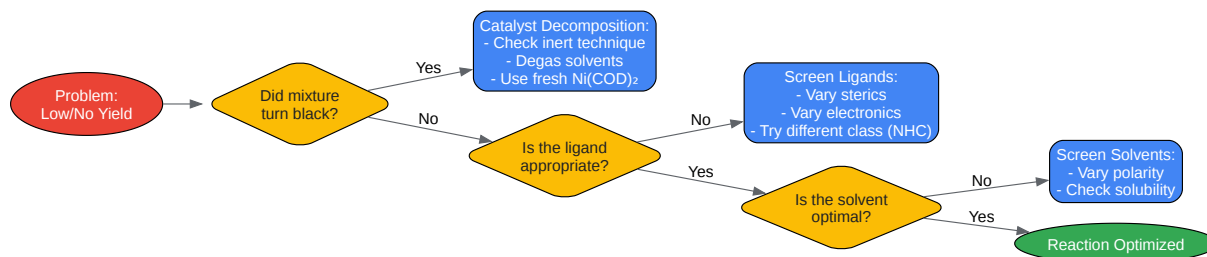 Problem:
Low/No Yield
Did mixture
turn black?
Yes
Catalyst Decomposition:
- Check inert technique
- Degas solvents
- Use fresh Ni(COD)₂
No
Is the ligand
appropriate?
No
Screen Ligands:
- Vary sterics
- Vary electronics
- Try different class (NHC)
Yes
Is the solvent
optimal?
No
Screen Solvents:
- Vary polarity
- Check solubility
Yes
Reaction Optimized